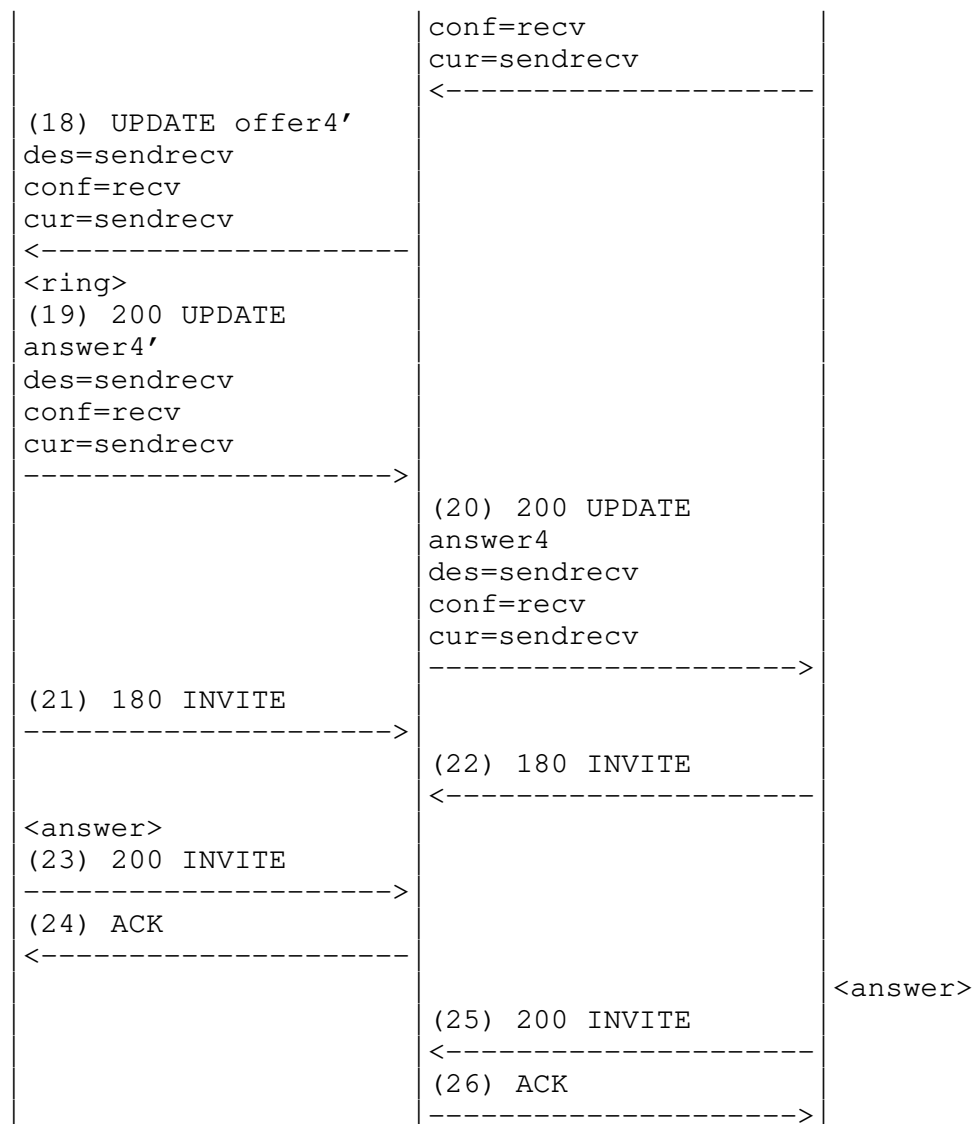 conf=recv
cur=sendrecv
<---------------------
(18) UPDATE offer4'
des=sendrecv
conf=recv
cur=sendrecv
<---------------------
<ring>
(19) 200 UPDATE
answer4'
des=sendrecv
conf=recv
cur=sendrecv
--------------------->
(20) 200 UPDATE
answer4
des=sendrecv
conf=recv
cur=sendrecv
--------------------->
(21) 180 INVITE
--------------------->
(22) 180 INVITE
<---------------------
<answer>
(23) 200 INVITE
--------------------->
(24) ACK
<---------------------
<answer>
(25) 200 INVITE
<---------------------
(26) ACK
--------------------->